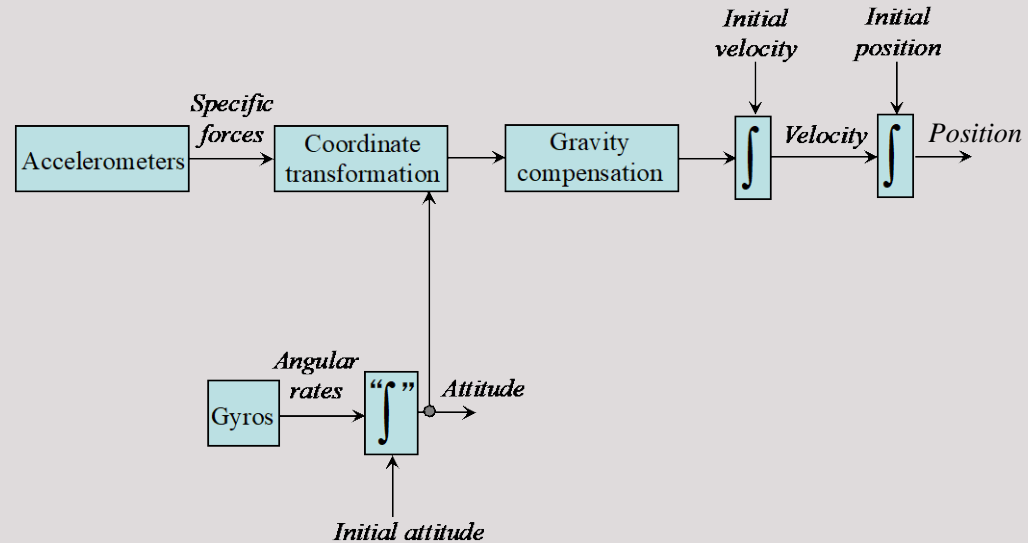 Initial
velocity
Initial
position
Specific
forces
Accelerometers
Coordinate
transformation
Gravity
compensation
∫
Velocity
∫
Position
Angular
rates
Gyros
“∫”
Attitude
Initial attitude